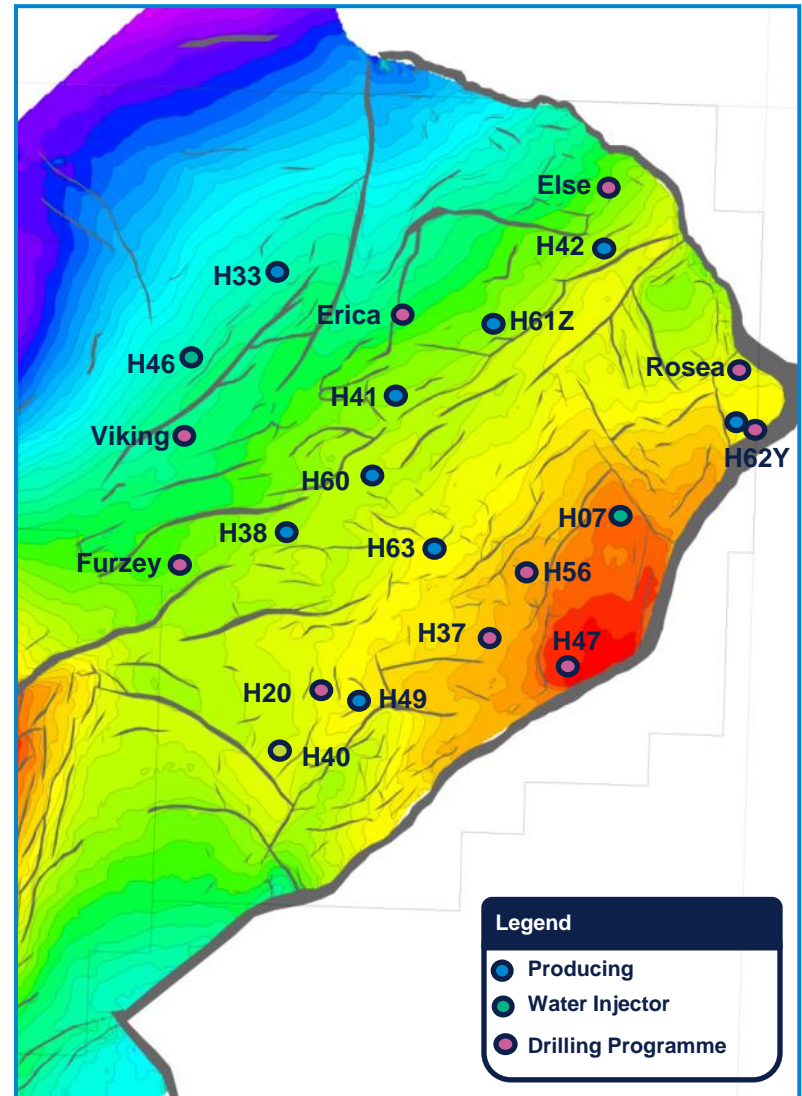 Else
H42
H33
Erica
H61Z
H46
Rosea
H41
Viking
H62Y
H60
H07
H38
H63
Furzey
H56
H37
H47
H20
H49
H40
Legend
Producing
Water Injector
Drilling Programme